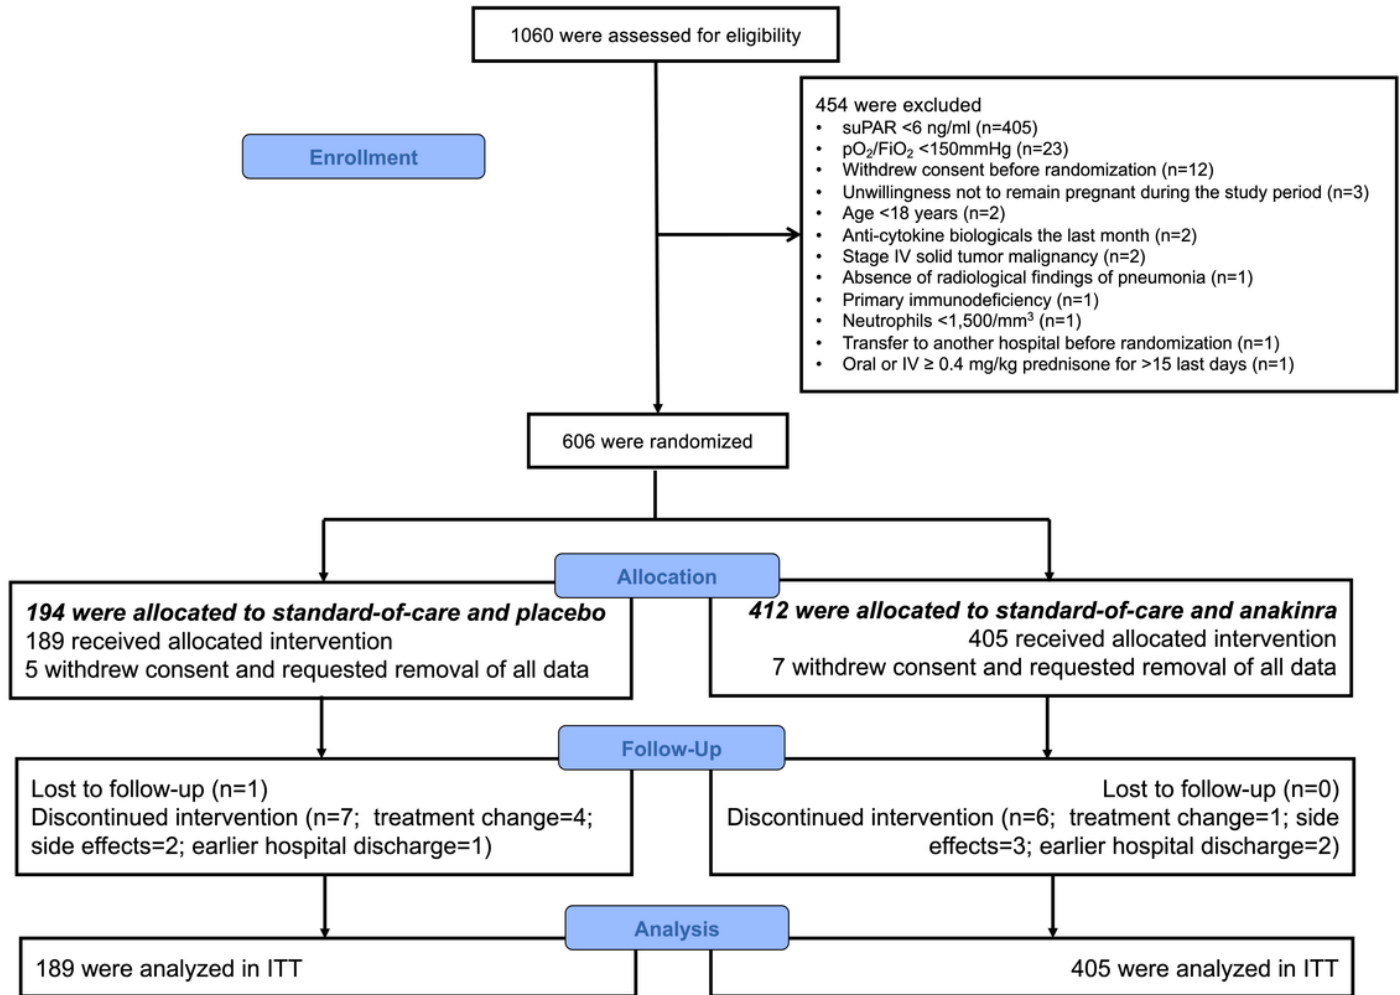 1060 were assessed for eligibility
454 were excluded
• suPAR <6 ng/ml (n=405)
• pO₂/FiO₂ <150mmHg (n=23)
• Withdrew consent before randomization (n=12)
• Unwillingness not to remain pregnant during the study period (n=3)
• Age <18 years (n=2)
• Anti-cytokine biologicals the last month (n=2)
• Stage IV solid tumor malignancy (n=2)
• Absence of radiological findings of pneumonia (n=1)
• Primary immunodeficiency (n=1)
• Neutrophils <1,500/mm³ (n=1)
• Transfer to another hospital before randomization (n=1)
• Oral or IV ≥ 0.4 mg/kg prednisone for >15 last days (n=1)
Enrollment
606 were randomized
Allocation
194 were allocated to standard-of-care and placebo
189 received allocated intervention
5 withdrew consent and requested removal of all data
412 were allocated to standard-of-care and anakinra
405 received allocated intervention
7 withdrew consent and requested removal of all data
Follow-Up
Lost to follow-up (n=1)
Discontinued intervention (n=7; treatment change=4;
side effects=2; earlier hospital discharge=1)
Lost to follow-up (n=0)
Discontinued intervention (n=6; treatment change=1; side
effects=3; earlier hospital discharge=2)
Analysis
189 were analyzed in ITT
405 were analyzed in ITT